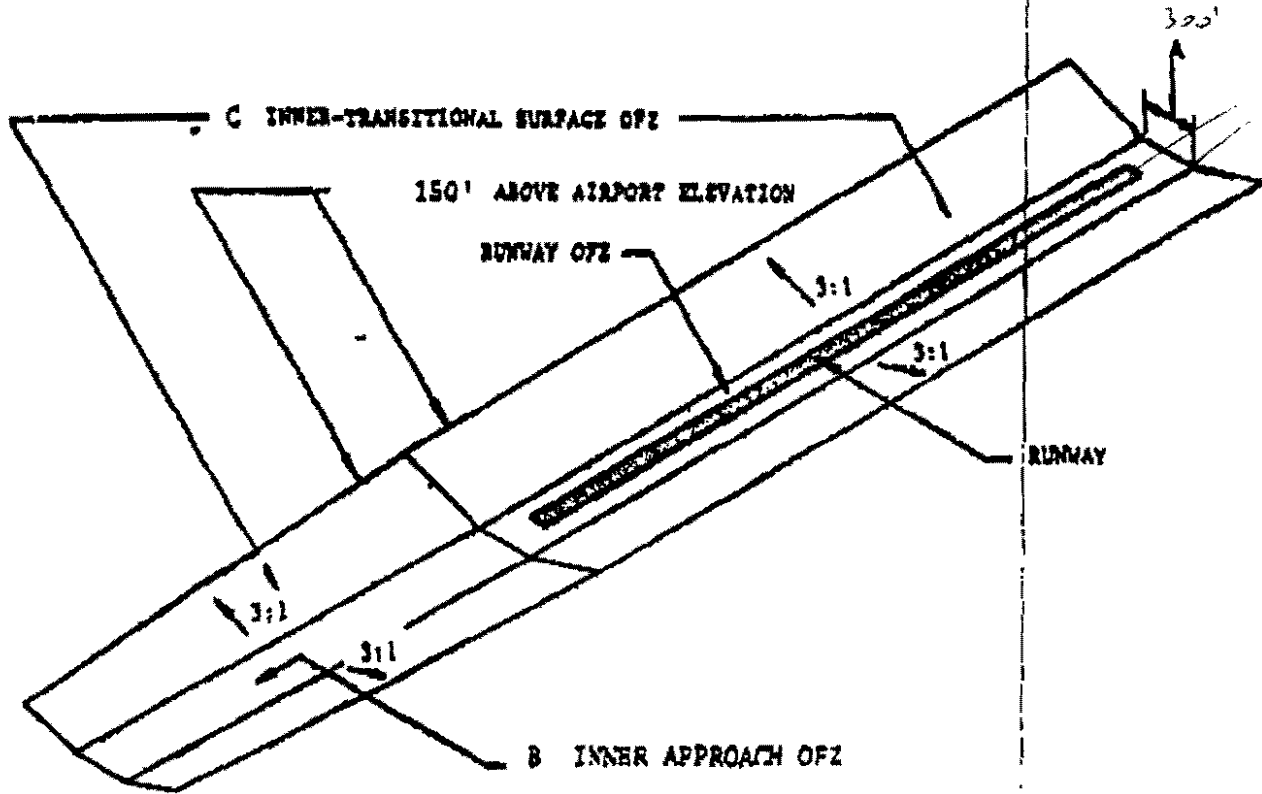 300'
A
C INNER-TRANSITIONAL SURFACE OFZ
150' ABOVE AIRPORT ELEVATION
RUNWAY OFZ
3:1
3:1
RUNWAY
3:1
3:1
B INNER APPROACH OFZ